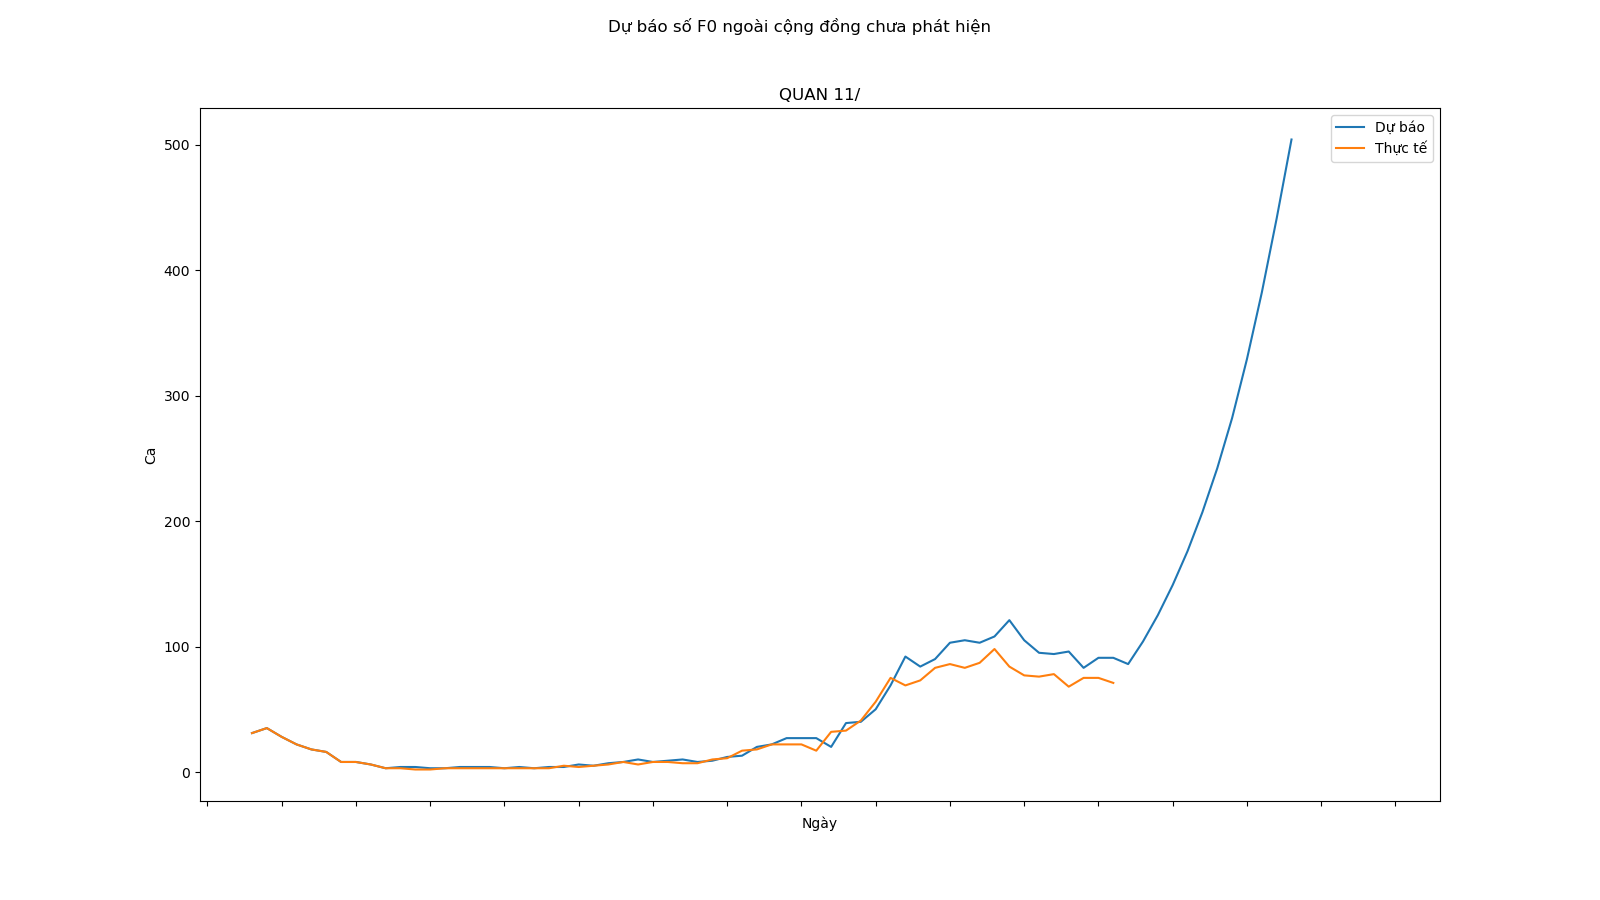 Dự báo số F0 ngoài cộng đồng chưa phát hiện
QUAN 11/
Dự báo
Thực tế
500
400
300
200
100
0
Ca
Ngày